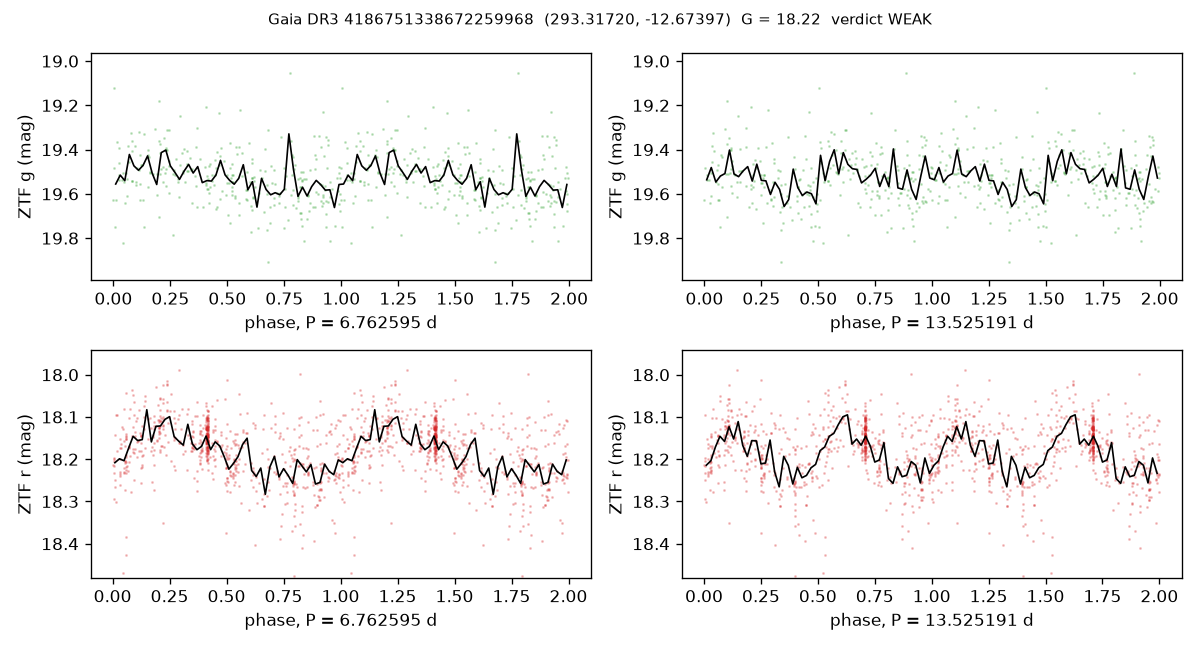 Gaia DR3 4186751338672259968  (293.31720, -12.67397)  G = 18.22  verdict WEAK
ZTF g (mag)
19.0
19.2
19.4
19.6
19.8
0.00 0.25 0.50 0.75 1.00 1.25 1.50 1.75 2.00
phase, P = 6.762595 d
ZTF g (mag)
19.0
19.2
19.4
19.6
19.8
0.00 0.25 0.50 0.75 1.00 1.25 1.50 1.75 2.00
phase, P = 13.525191 d
ZTF r (mag)
18.0
18.1
18.2
18.3
18.4
0.00 0.25 0.50 0.75 1.00 1.25 1.50 1.75 2.00
phase, P = 6.762595 d
ZTF r (mag)
18.0
18.1
18.2
18.3
18.4
0.00 0.25 0.50 0.75 1.00 1.25 1.50 1.75 2.00
phase, P = 13.525191 d